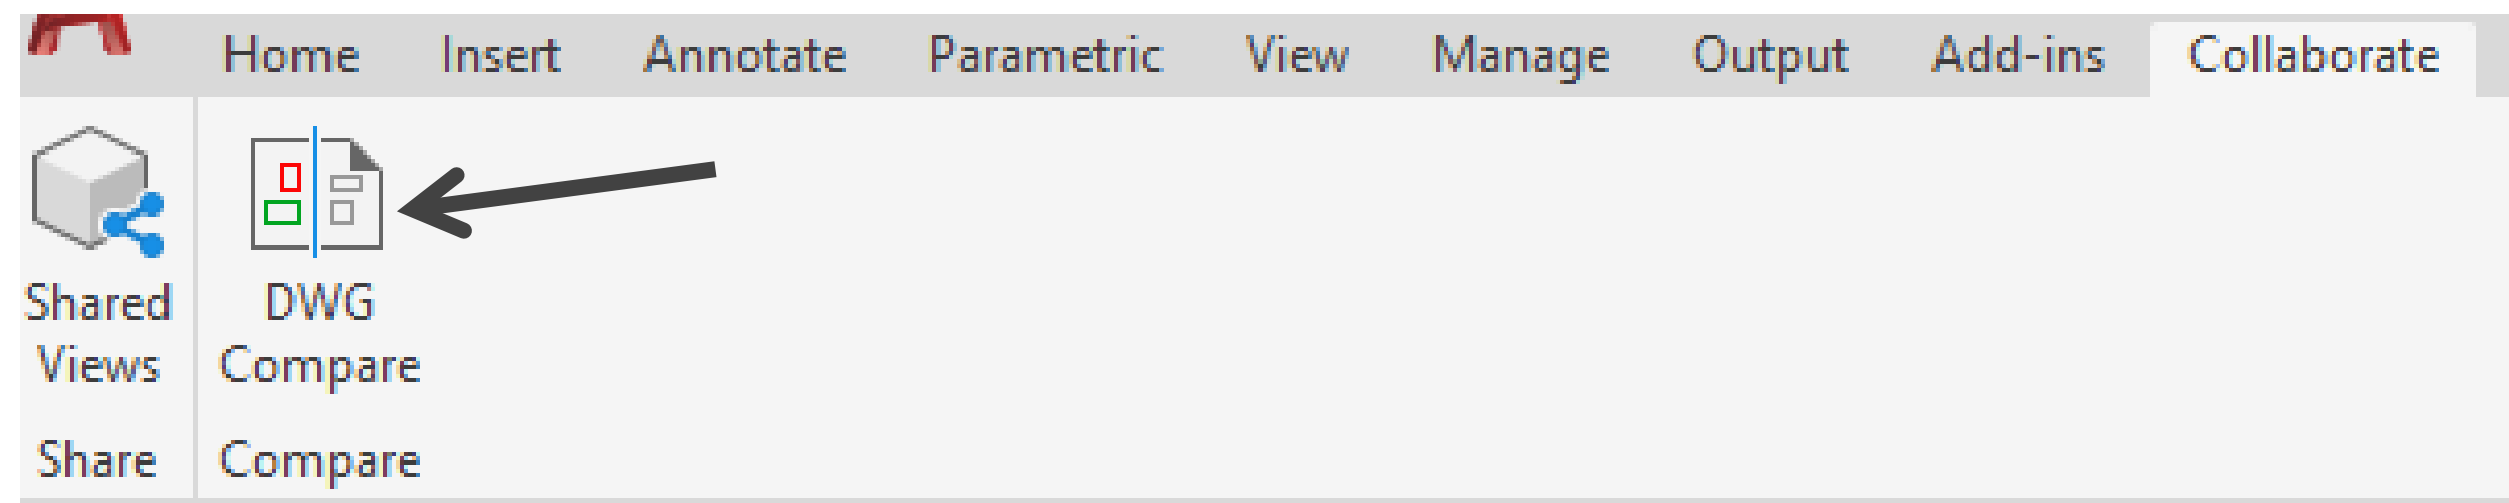 Home Insert Annotate Parametric View Manage Output Add-ins Collaborate
Shared
Views
DWG
Compare
Share
Compare